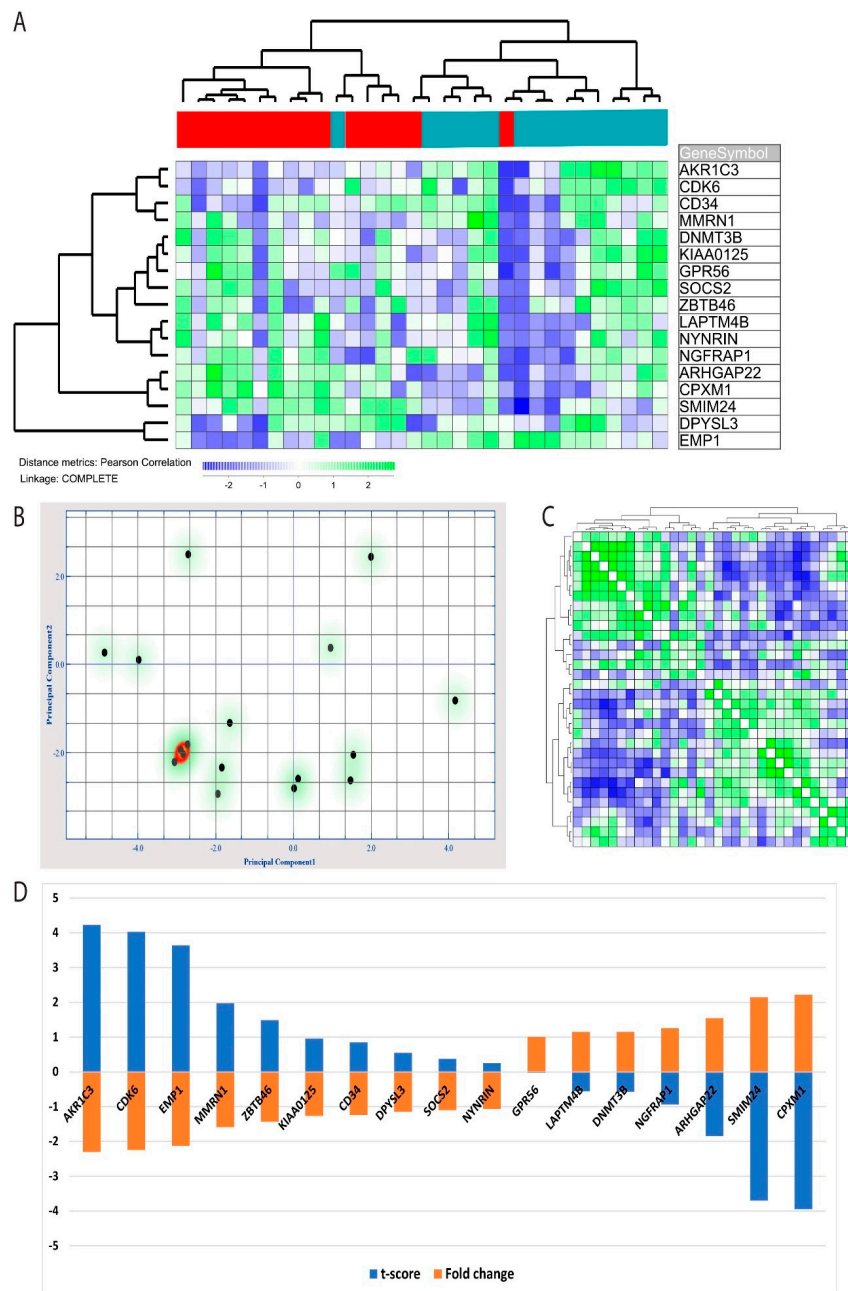 A
GeneSymbol
AKR1C3
CDK6
CD34
MMRN1
DNMT3B
KIAA0125
GPR56
SOCS2
ZBTB46
LAPTM4B
NYNRIN
NGFRAP1
ARHGAP22
CPXM1
SMIM24
DPYSL3
EMP1
Distance metrics: Pearson Correlation
Linkage: COMPLETE
-2 -1 0 1 2
B
Principal Component2
2.0
0.0
-2.0
-4.0 -2.0 0.0 2.0 4.0
Principal Component1
C
D
5
4
3
2
1
0
-1
-2
-3
-4
-5
AKR1C3 CDK6 EMP1 MMRN1 ZBTB46 KIAA0125 CD34 DPYSL3 SOCS2 NYNRIN GPR56 LAPTM4B DNMT3B NGFRAP1 ARHGAP22 SMIM24 CPXM1
t-score Fold change